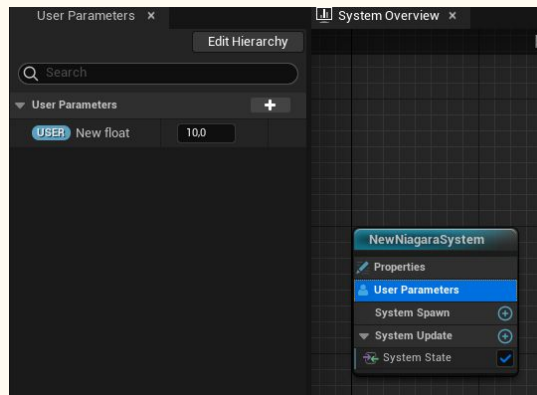 User Parameters
System Overview
Edit Hierarchy
Search
User Parameters
USER New float 10,0
NewNiagaraSystem
Properties
User Parameters
System Spawn
System Update
System State